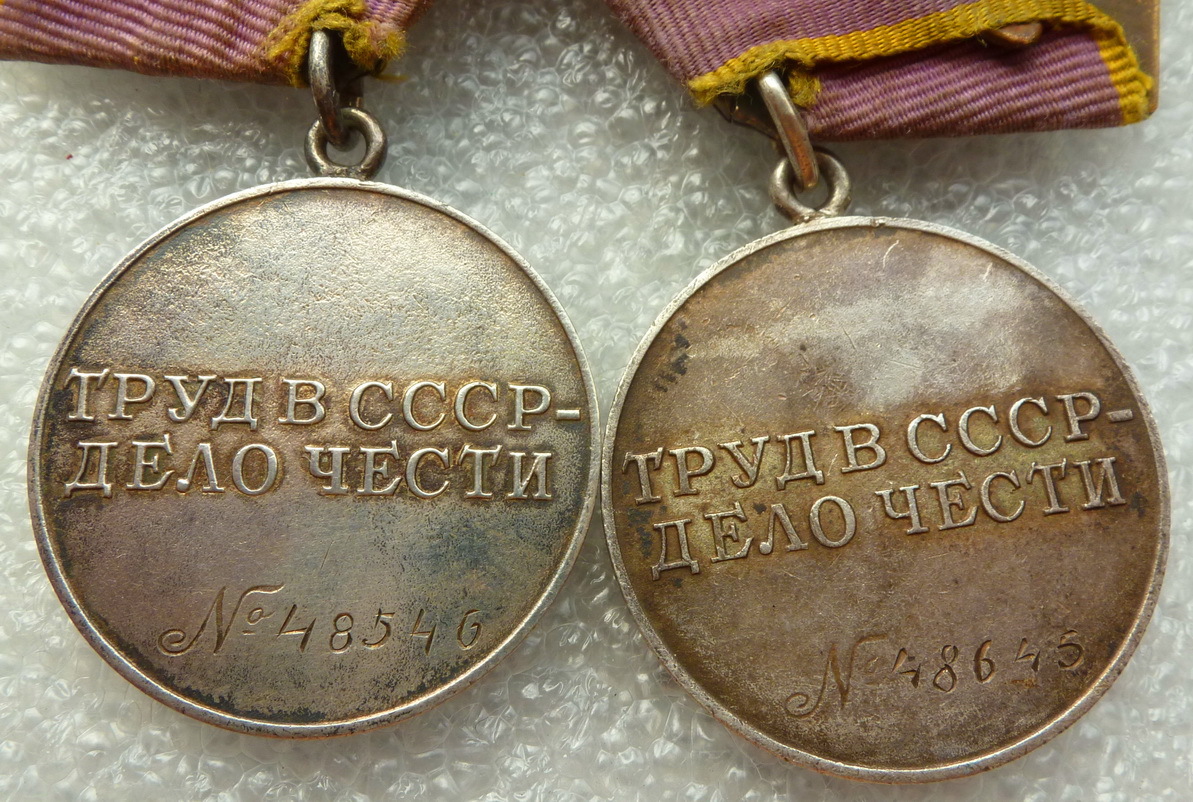 ТРУД В СССР-
ДЕЛО ЧЕСТИ
№ 48546
ТРУД В СССР-
ДЕЛО ЧЕСТИ
№ 48645